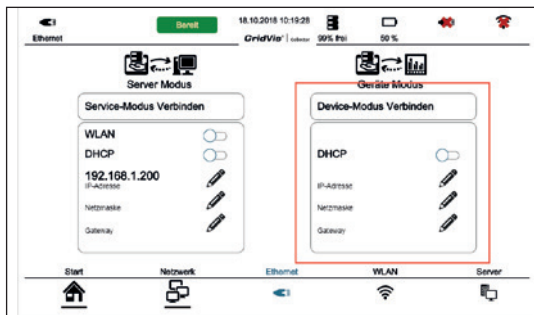 Ethernet
Bereit
18.10.2018 10:19:28
GridVis®
99% frei
50 %
Server Modus
Geräte Modus
Service-Modus Verbinden
WLAN
DHCP
192.168.1.200
IP-Adresse
Netzmaske
Gateway
Device-Modus Verbinden
DHCP
IP-Adresse
Netzmaske
Gateway
Start
Netzwerk
Ethernet
WLAN
Server